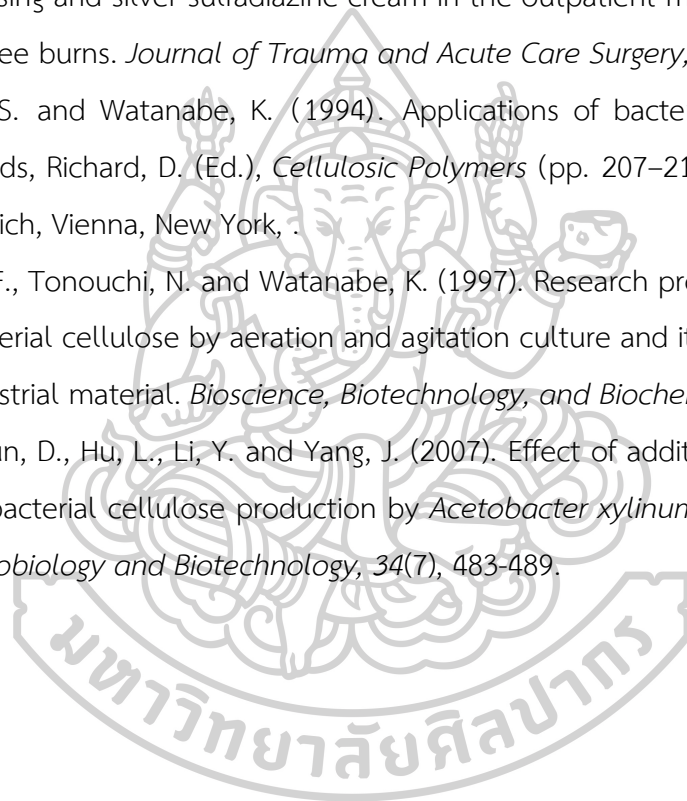 sing and silver sulfadiazine cream in the outpatient m
ee burns. Journal of Trauma and Acute Care Surgery,
S. and Watanabe, K. (1994). Applications of bacte
ds, Richard, D. (Ed.), Cellulosic Polymers (pp. 207–21
ich, Vienna, New York, .
F., Tonouchi, N. and Watanabe, K. (1997). Research pro
erial cellulose by aeration and agitation culture and it
strial material. Bioscience, Biotechnology, and Bioche
un, D., Hu, L., Li, Y. and Yang, J. (2007). Effect of addit
bacterial cellulose production by Acetobacter xylinum
obiology and Biotechnology, 34(7), 483-489.
มหาวิทยาลัยศิลปากร